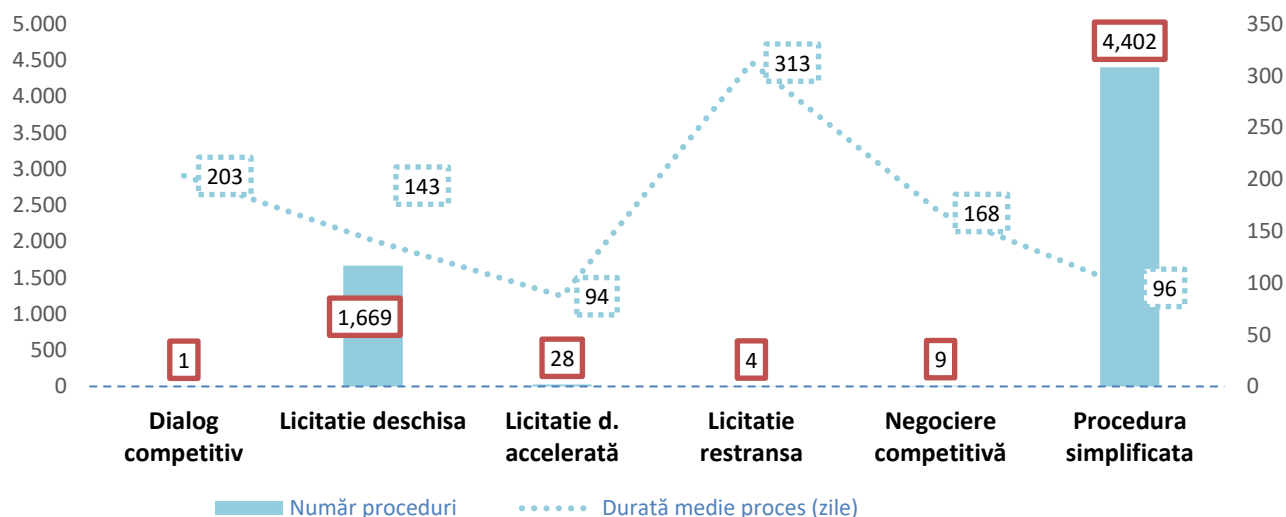 5.000
4.500
4.000
3.500
3.000
2.500
2.000
1.500
1.000
500
0
350
300
250
200
150
100
50
0
203
143
94
313
168
96
1
1,669
28
4
9
4,402
Dialog
competitiv
Licitatie deschisa
Licitatie d.
accelerată
Licitatie
restransa
Negociere
competitivă
Procedura
simplificata
Număr proceduri
Durată medie proces (zile)